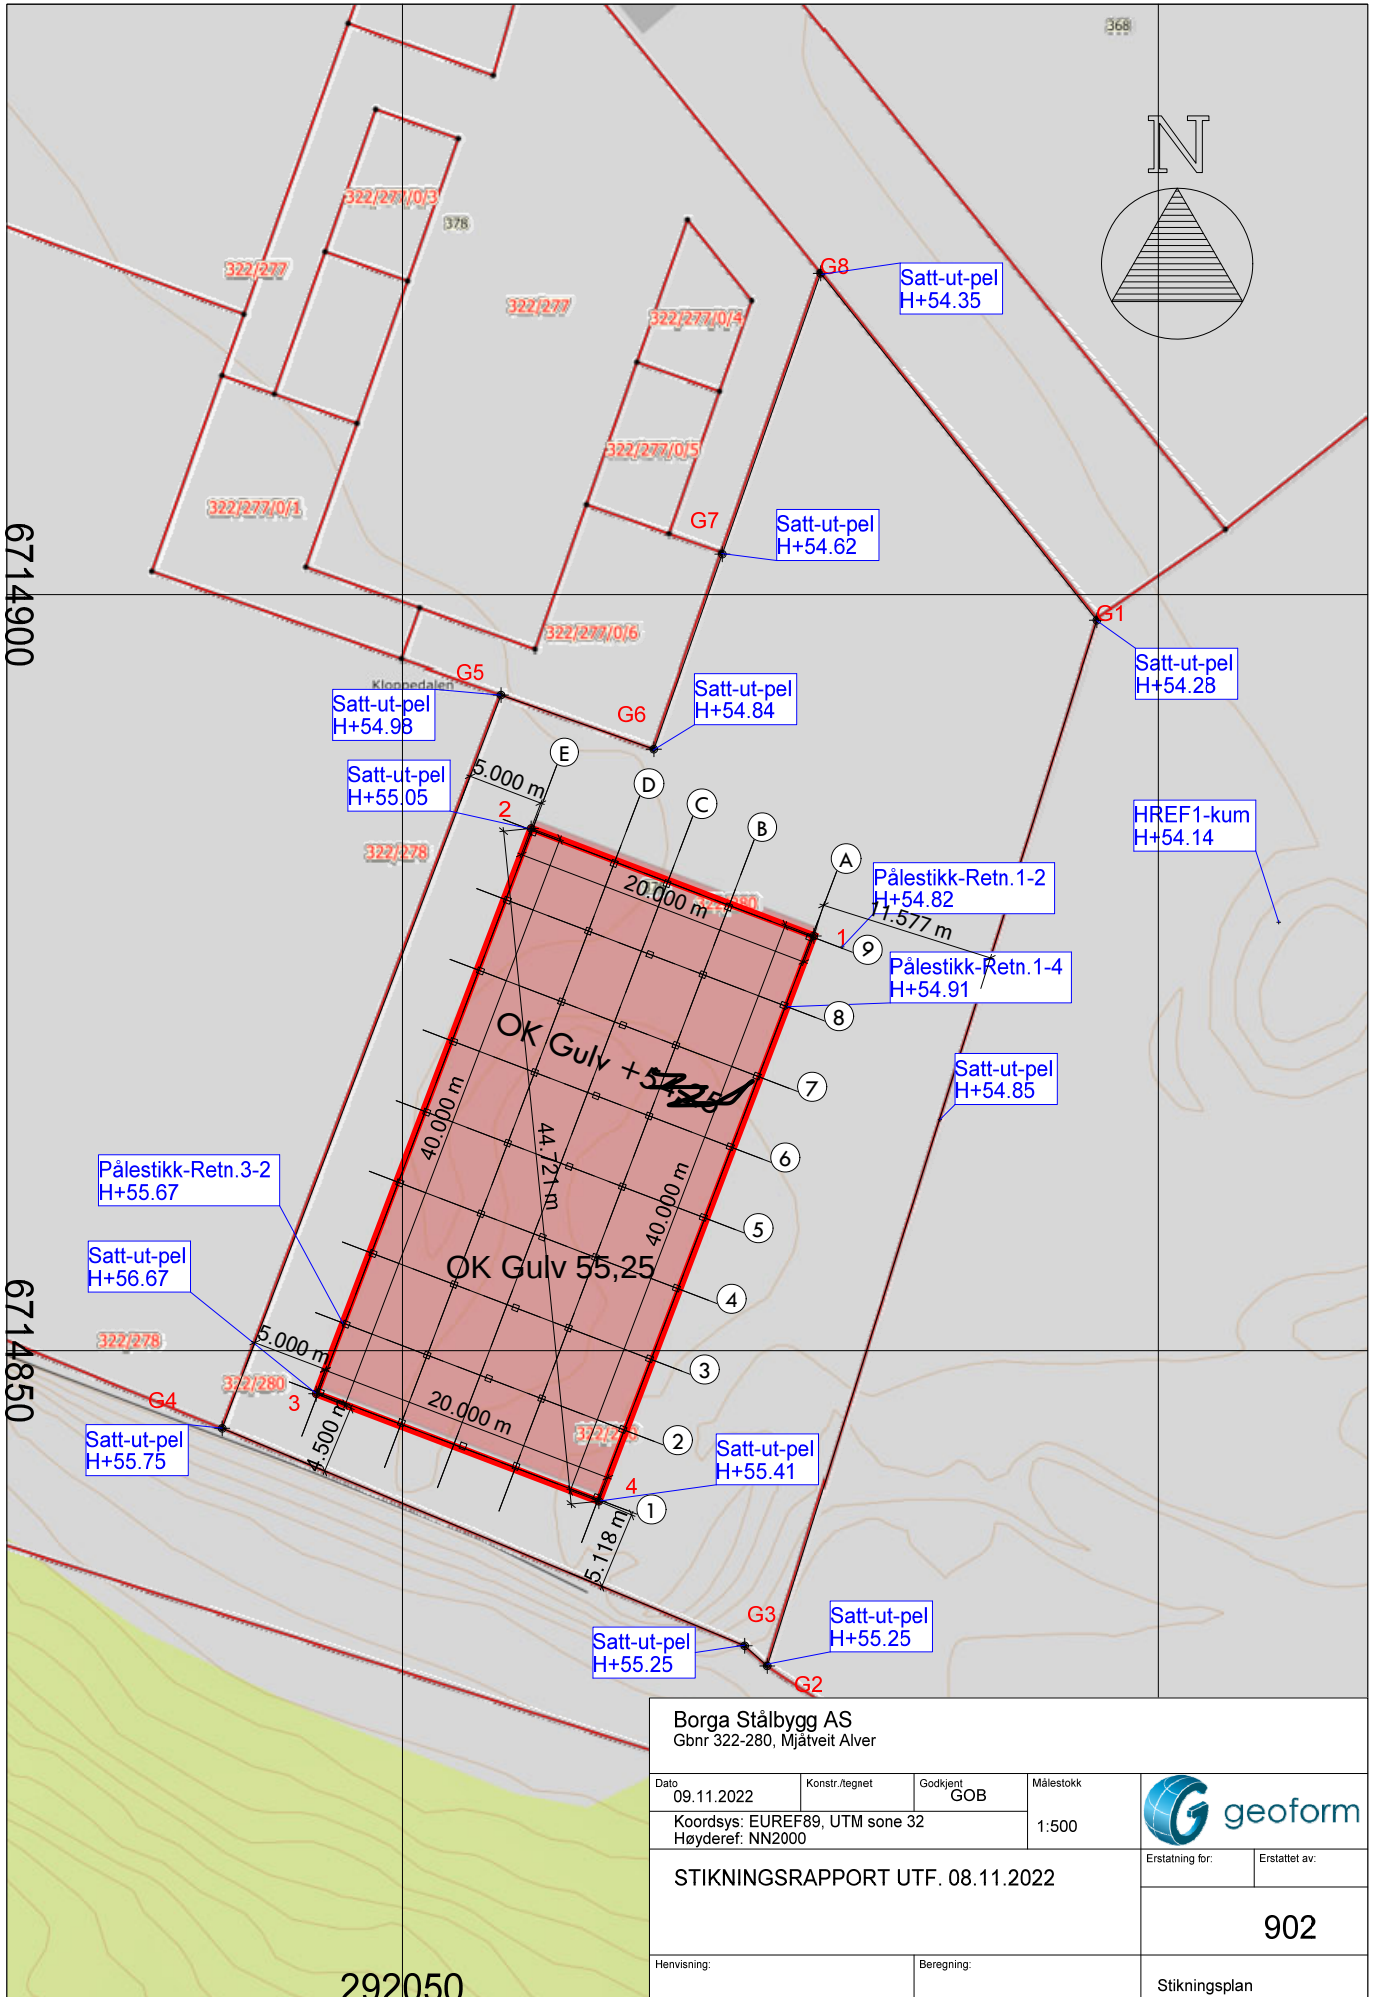 368
N
322/277/0/3
378
322/277
322/277
322/277/0/4
G8
Satt-ut-pel
H+54.35
322/277/0/5
322/277/0/1
G7
Satt-ut-pel
H+54.62
6714900
322/277/0/6
G1
Satt-ut-pel
H+54.28
G5
Kloppedalen
Satt-ut-pel
H+54.98
G6
Satt-ut-pel
H+54.84
E
D
C
B
A
5.000 m
Satt-ut-pel
H+55.05
2
322/278
HREF1-kum
H+54.14
20.000 m
Pålestikk-Retn.1-2
H+54.82
11.577 m
1
9
Pålestikk-Retn.1-4
H+54.91
8
OK Gulv +
7
Satt-ut-pel
H+54.85
40.000 m
44.721 m
40.000 m
6
5
Pålestikk-Retn.3-2
H+55.67
Satt-ut-pel
H+56.67
OK Gulv 55,25
4
6714850
322/278
5.000 m
3
322/280
G4
3
20.000 m
4.500 m
2
Satt-ut-pel
H+55.75
Satt-ut-pel
H+55.41
4
1
5.118 m
G3
Satt-ut-pel
H+55.25
Satt-ut-pel
H+55.25
G2
292050
Borga Stålbygg AS
Gbnr 322-280, Mjåtveit Alver
Dato
09.11.2022
Konstr./tegnet
Godkjent
GOB
Målestokk
1:500
Koordsys: EUREF89, UTM sone 32
Høyderef: NN2000
geoform
STIKNINGSRAPPORT UTF. 08.11.2022
Erstatning for:
Erstattet av:
902
Henvisning:
Beregning:
Stikningsplan